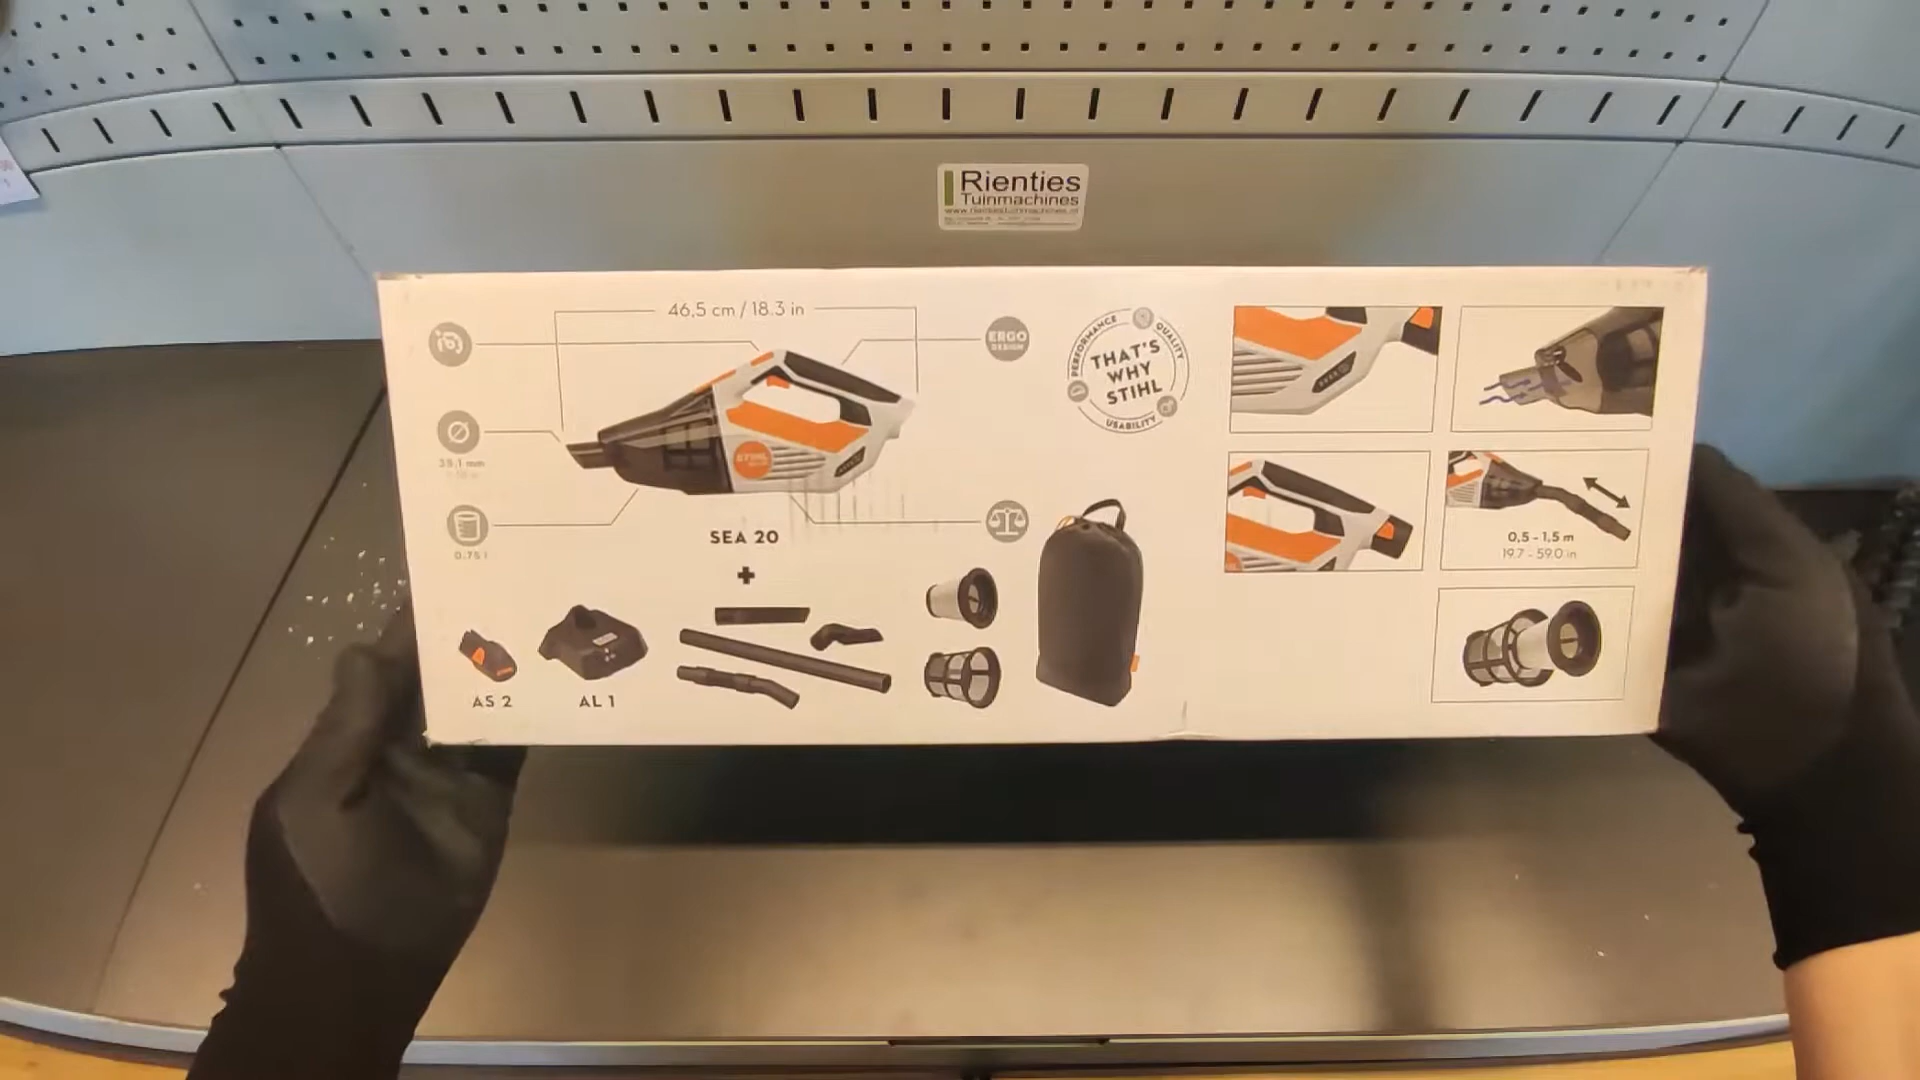 Rienties
Tuinmachines
46,5 cm / 18.3 in
ERGO
DESIGN
PERFORMANCE
QUALITY
THAT'S
WHY
STIHL
USABILITY
STIHL
0.75 l
SEA 20
+
AS 2
AL 1
0,5 - 1,5 m
19.7 - 59.0 in